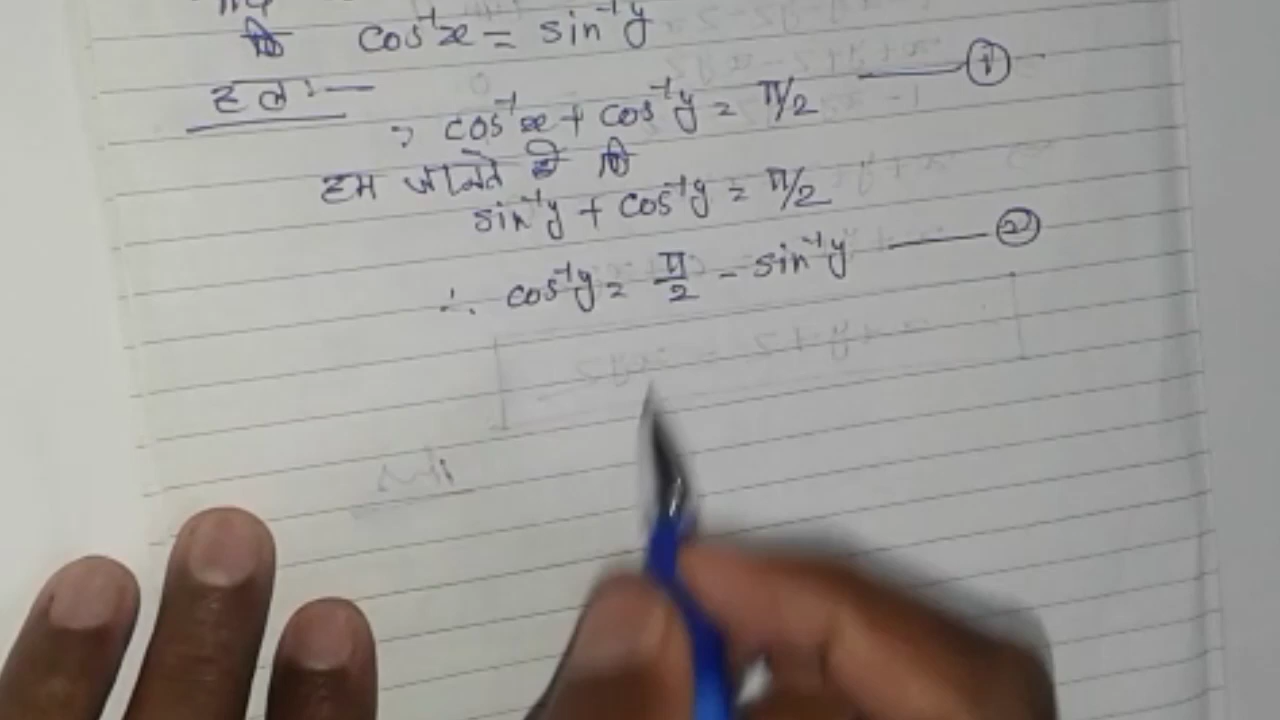 कि cos⁻¹x = sin⁻¹y
हल :—
∵ cos⁻¹x + cos⁻¹y = π/2 —— ①
हम जानते है कि
sin⁻¹y + cos⁻¹y = π/2
∴ cos⁻¹y = π/2 - sin⁻¹y —— ②